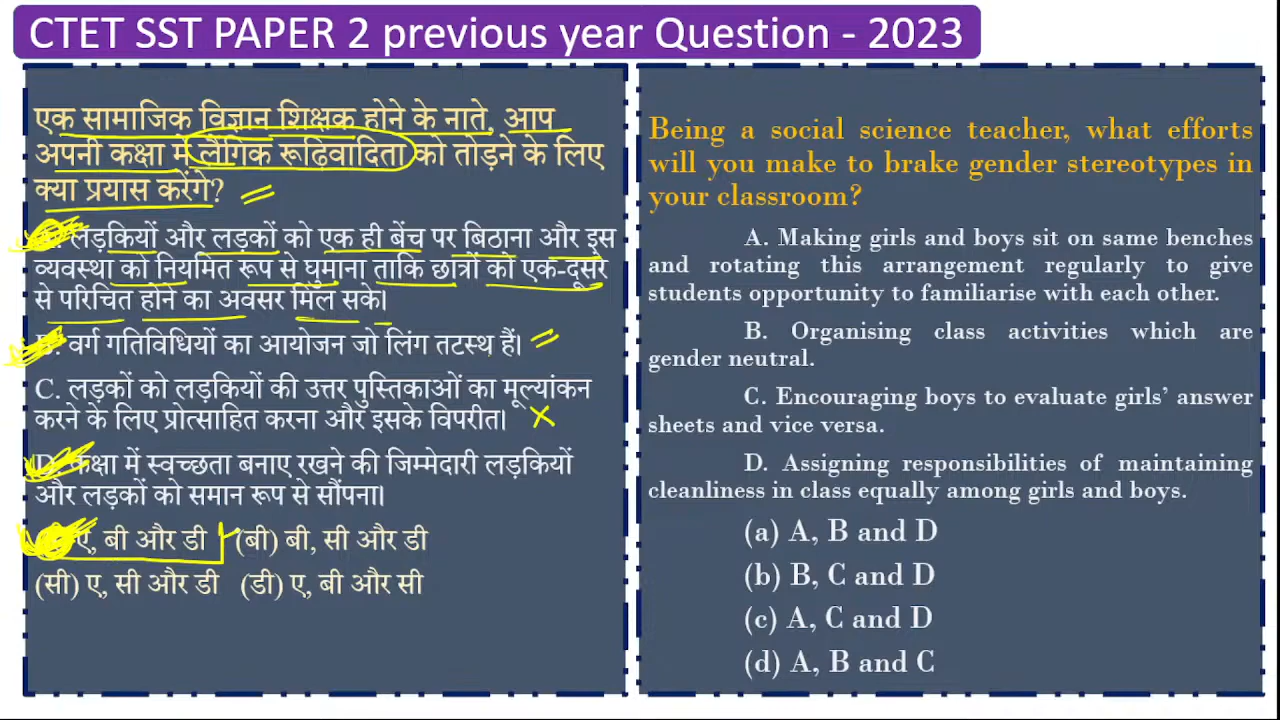 CTET SST PAPER 2 previous year Question - 2023
एक सामाजिक विज्ञान शिक्षक होने के नाते, आप
अपनी कक्षा में लैंगिक रूढ़िवादिता को तोड़ने के लिए
क्या प्रयास करेंगे?
लड़कियों और लड़कों को एक ही बेंच पर बिठाना और इस
व्यवस्था को नियमित रूप से घुमाना ताकि छात्रों को एक-दूसरे
से परिचित होने का अवसर मिल सके।
B. वर्ग गतिविधियों का आयोजन जो लिंग तटस्थ हैं।
C. लड़कों को लड़कियों की उत्तर पुस्तिकाओं का मूल्यांकन
करने के लिए प्रोत्साहित करना और इसके विपरीत।
D. कक्षा में स्वच्छता बनाए रखने की जिम्मेदारी लड़कियों
और लड़कों को समान रूप से सौंपना।
ए, बी और डी (बी) बी, सी और डी
(सी) ए, सी और डी (डी) ए, बी और सी
Being a social science teacher, what efforts
will you make to brake gender stereotypes in
your classroom?
A. Making girls and boys sit on same benches
and rotating this arrangement regularly to give
students opportunity to familiarise with each other.
B. Organising class activities which are
gender neutral.
C. Encouraging boys to evaluate girls' answer
sheets and vice versa.
D. Assigning responsibilities of maintaining
cleanliness in class equally among girls and boys.
(a) A, B and D
(b) B, C and D
(c) A, C and D
(d) A, B and C